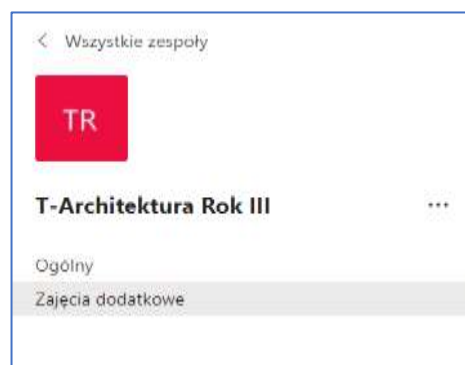 Wszystkie zespoły
TR
T-Architektura Rok III
Ogólny
Zajęcia dodatkowe